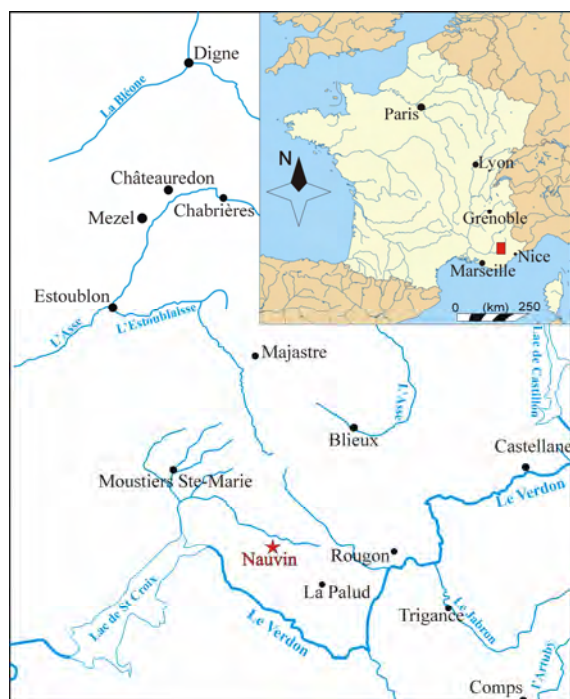 Digne
La Bléone
Châteauredon
Mezel
Chabrières
Estoublon
L'Asse
L'Estoublaisse
Majastre
L'Asse
Blieux
Lac de Castillon
Castellane
Moustiers Ste-Marie
Le Verdon
Nauvin
Rougon
La Palud
Lac de St Croix
Le Verdon
Trigance
Le Jabron
L'Artuby
Comps
N
Paris
Lyon
Grenoble
Nice
Marseille
0 (km) 250